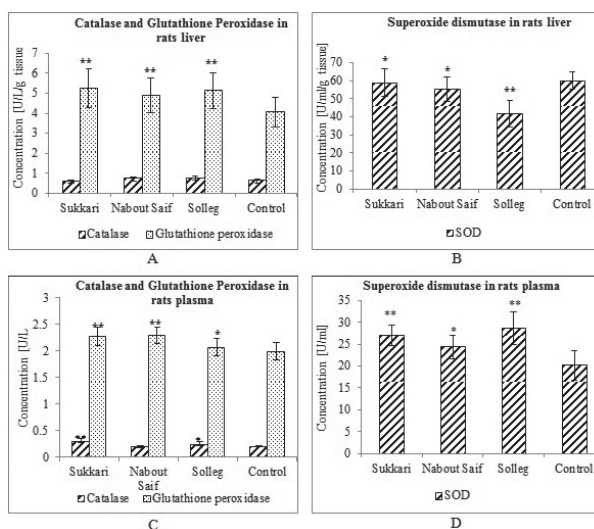 Catalase and Glutathione Peroxidase in
rats liver
Concentration [U/L/g tissue]
7
6
5
4
3
2
1
0
**
**
**
Sukkari
Nabout Saif
Solleg
Control
Catalase
Glutathione peroxidase
A
Superoxide dismutase in rats liver
Concentration [U/ml/g tissue]
80
70
60
50
40
30
20
10
0
*
*
**
Sukkari
Nabout Saif
Solleg
Control
SOD
B
Catalase and Glutathione Peroxidase in
rats plasma
Concentration [U/L
3
2.5
2
1.5
1
0.5
0
**
**
*
**
*
Sukkari
Nabout
Saif
Solleg
Control
Catalase
Glutathione peroxidase
C
Superoxide dismutase in rats plasma
Concentration [U/ml]
35
30
25
20
15
10
5
0
**
*
**
Sukkari
Nabout Saif
Solleg
Control
SOD
D